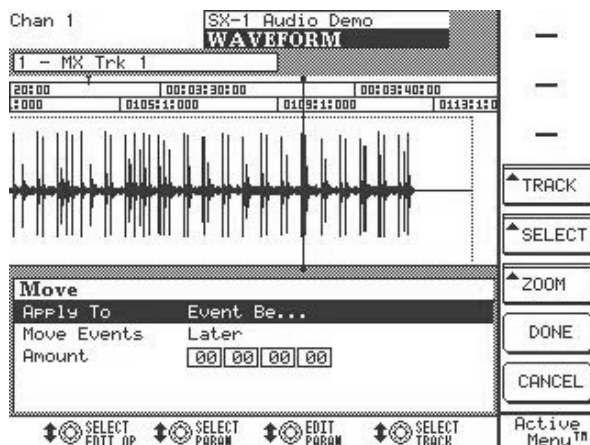 Chan 1
SX-1 Audio Demo
WAVEFORM
1 - MX Trk 1
20:00 00:03:30:00 00:03:40:00
:000 0105:1:000 0109:1:000 0113:1:0
TRACK
SELECT
ZOOM
DONE
CANCEL
Move
Apply To Event Be...
Move Events Later
Amount 00 00 00 00
SELECT EDIT OP
SELECT PARAM
EDIT PARAM
SELECT TRACK
Active Menu™